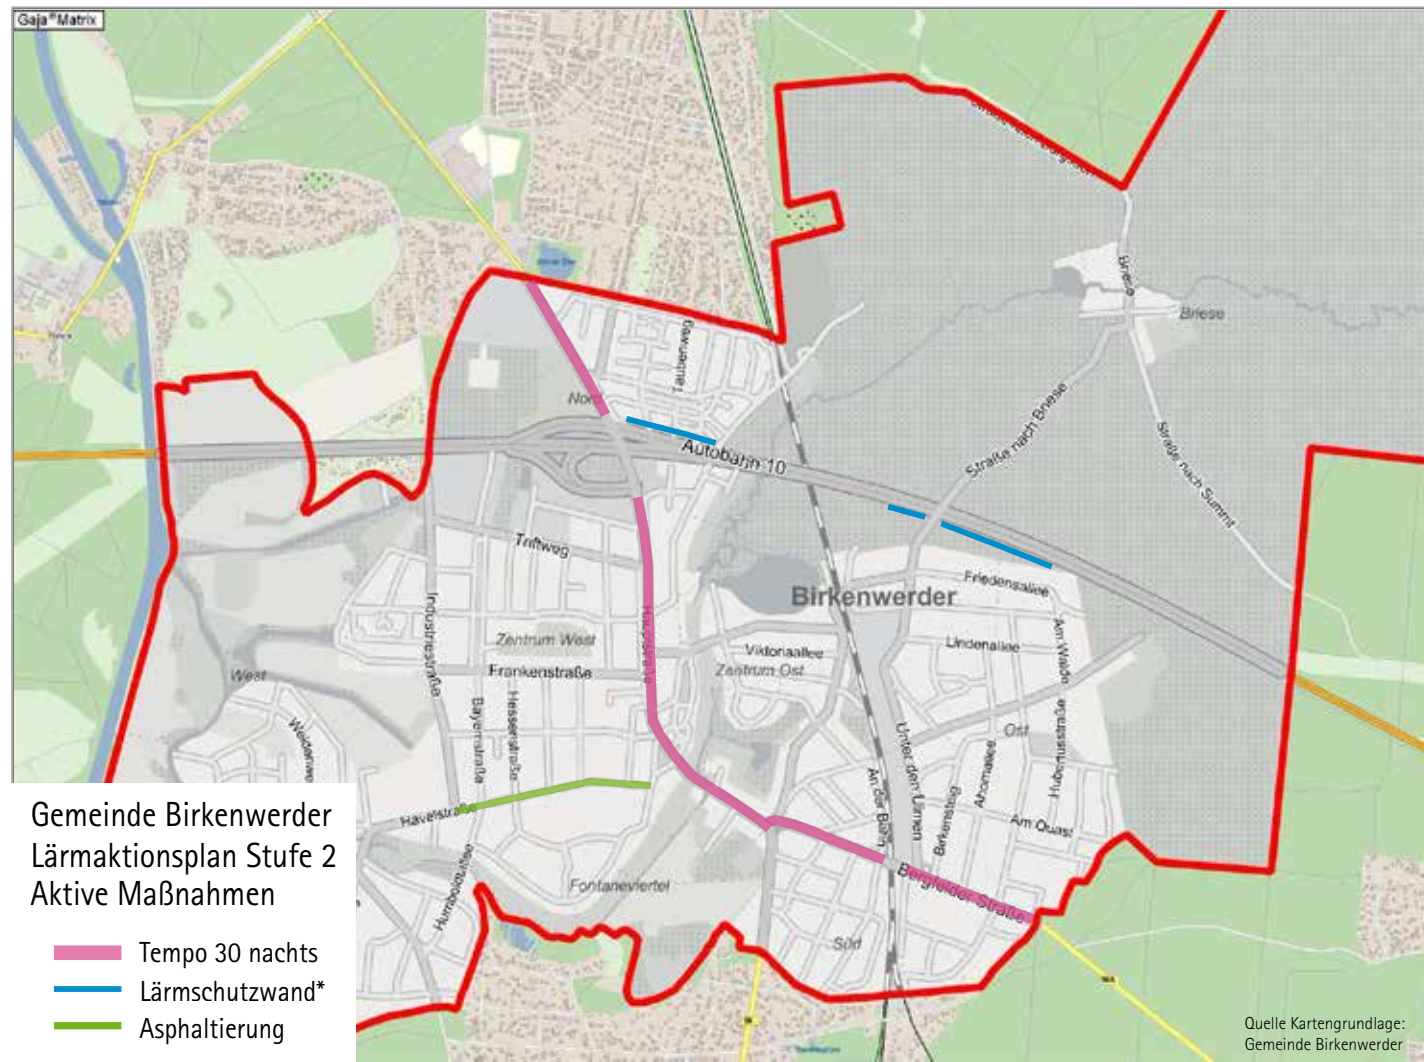 Gaja®Matrix
Briese
Briese
Taubenweg
Nord
Autobahn 10
Straße nach Briese
Straße nach Summt
Triftweg
Birkenwerder
Friedensallee
Industriestraße
Hauptstraße
Zentrum West
Viktoriaallee
Lindenallee
Am Walde
West
Frankenstraße
Zentrum Ost
Bayernstraße
Hessenstraße
Ost
Hubertusstraße
Unter den Ulmen
An der Bahn
Ahornallee
Birkensteig
Am Quast
Havelstraße
Humboldtallee
Fontaneviertel
Bergfelder Straße
Süd
Gemeinde Birkenwerder
Lärmaktionsplan Stufe 2
Aktive Maßnahmen
Tempo 30 nachts
Lärmschutzwand*
Asphaltierung
Quelle Kartengrundlage:
Gemeinde Birkenwerder